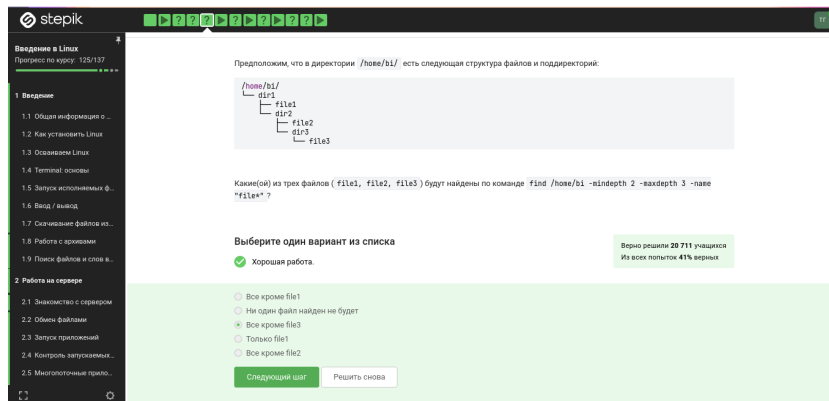 stepik
ТГ
Введение в Linux
Прогресс по курсу: 125/137
1 Введение
1.1 Общая информация о ...
1.2 Как установить Linux
1.3 Осваиваем Linux
1.4 Terminal: основы
1.5 Запуск исполняемых ф...
1.6 Ввод / вывод
1.7 Скачивание файлов из...
1.8 Работа с архивами
1.9 Поиск файлов и слов в...
2 Работа на сервере
2.1 Знакомство с сервером
2.2 Обмен файлами
2.3 Запуск приложений
2.4 Контроль запускаемых...
2.5 Многопоточные прило...
Предположим, что в директории /home/bi/ есть следующая структура файлов и поддиректорий:
/home/bi/
└── dir1
├── file1
└── dir2
├── file2
└── dir3
└── file3
Какие(ой) из трех файлов ( file1, file2, file3 ) будут найдены по команде find /home/bi -mindepth 2 -maxdepth 3 -name
"file*" ?
Выберите один вариант из списка
Хорошая работа.
Верно решили 20 711 учащихся
Из всех попыток 41% верных
Все кроме file1
Ни один файл найден не будет
Все кроме file3
Только file1
Все кроме file2
Следующий шаг
Решить снова